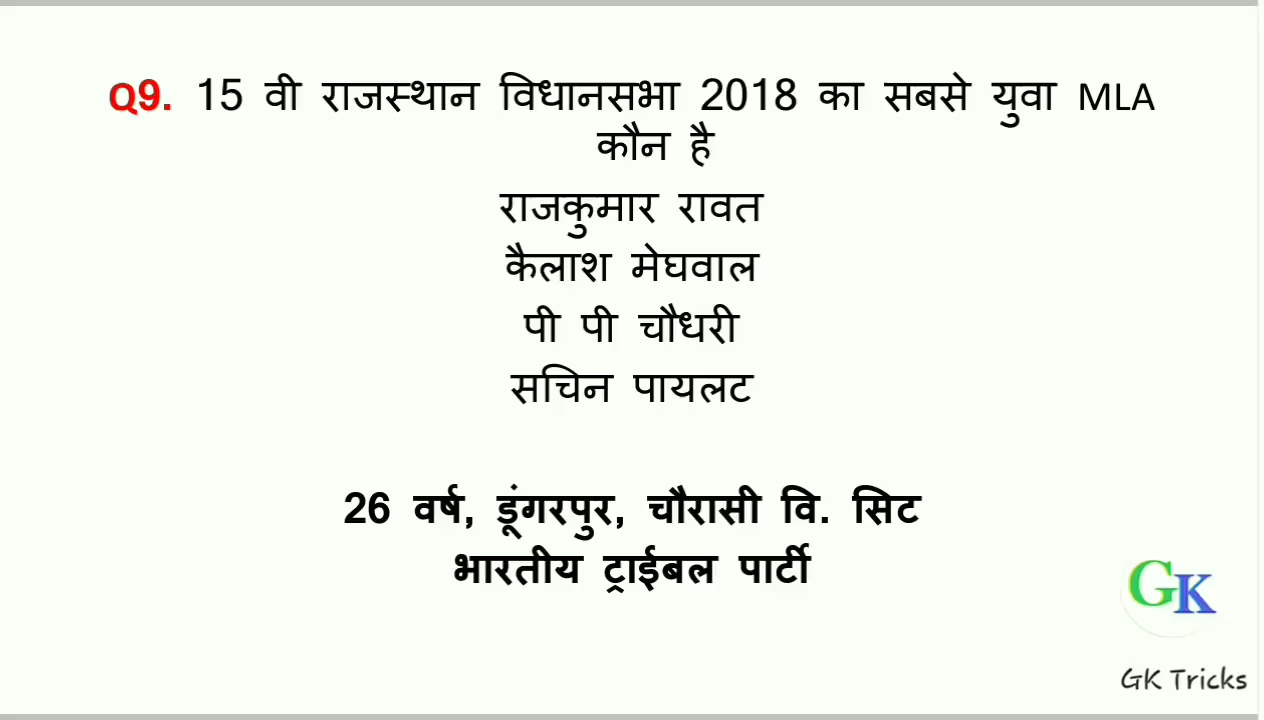 Q9. 15 वी राजस्थान विधानसभा 2018 का सबसे युवा MLA
कौन है
राजकुमार रावत
कैलाश मेघवाल
पी पी चौधरी
सचिन पायलट
26 वर्ष, डूंगरपुर, चौरासी वि. सिट
भारतीय ट्राईबल पार्टी
GK
GK Tricks